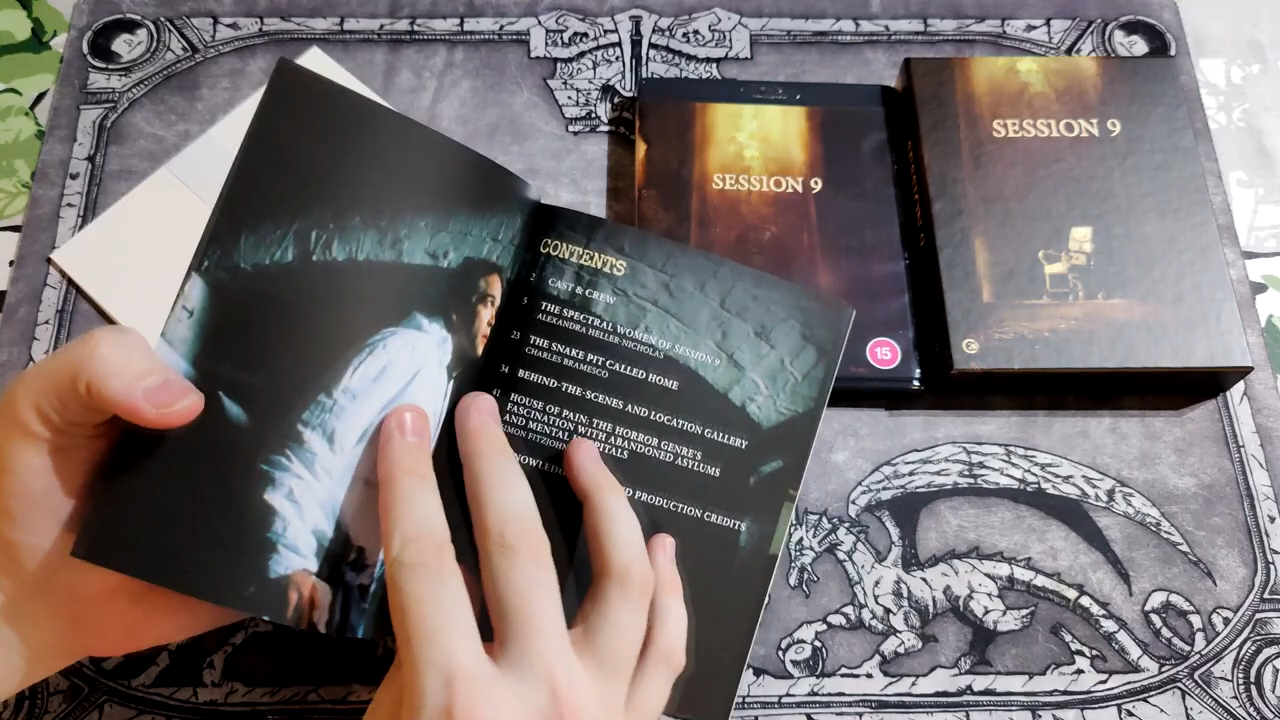 CONTENTS
2 CAST & CREW
5 THE SPECTRAL WOMEN OF SESSION 9
ALEXANDRA HELLER-NICHOLAS
23 THE SNAKE PIT CALLED HOME
CHARLES BRAMESCO
34 BEHIND-THE-SCENES AND LOCATION GALLERY
41 HOUSE OF PAIN: THE HORROR GENRE'S
FASCINATION WITH ABANDONED ASYLUMS
AND MENTAL
PRODUCTION CREDITS
SESSION 9
15
SESSION 9
SESSION 9